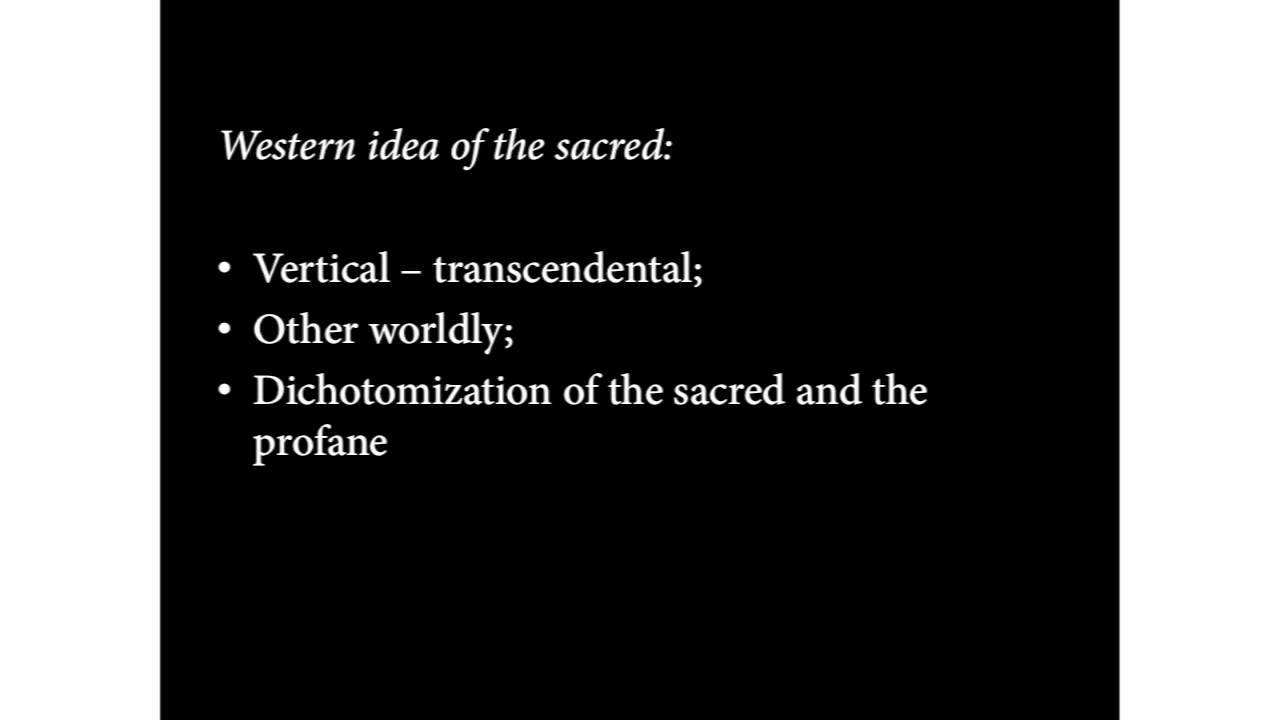 Western idea of the sacred:
• Vertical – transcendental;
• Other worldly;
• Dichotomization of the sacred and the
profane